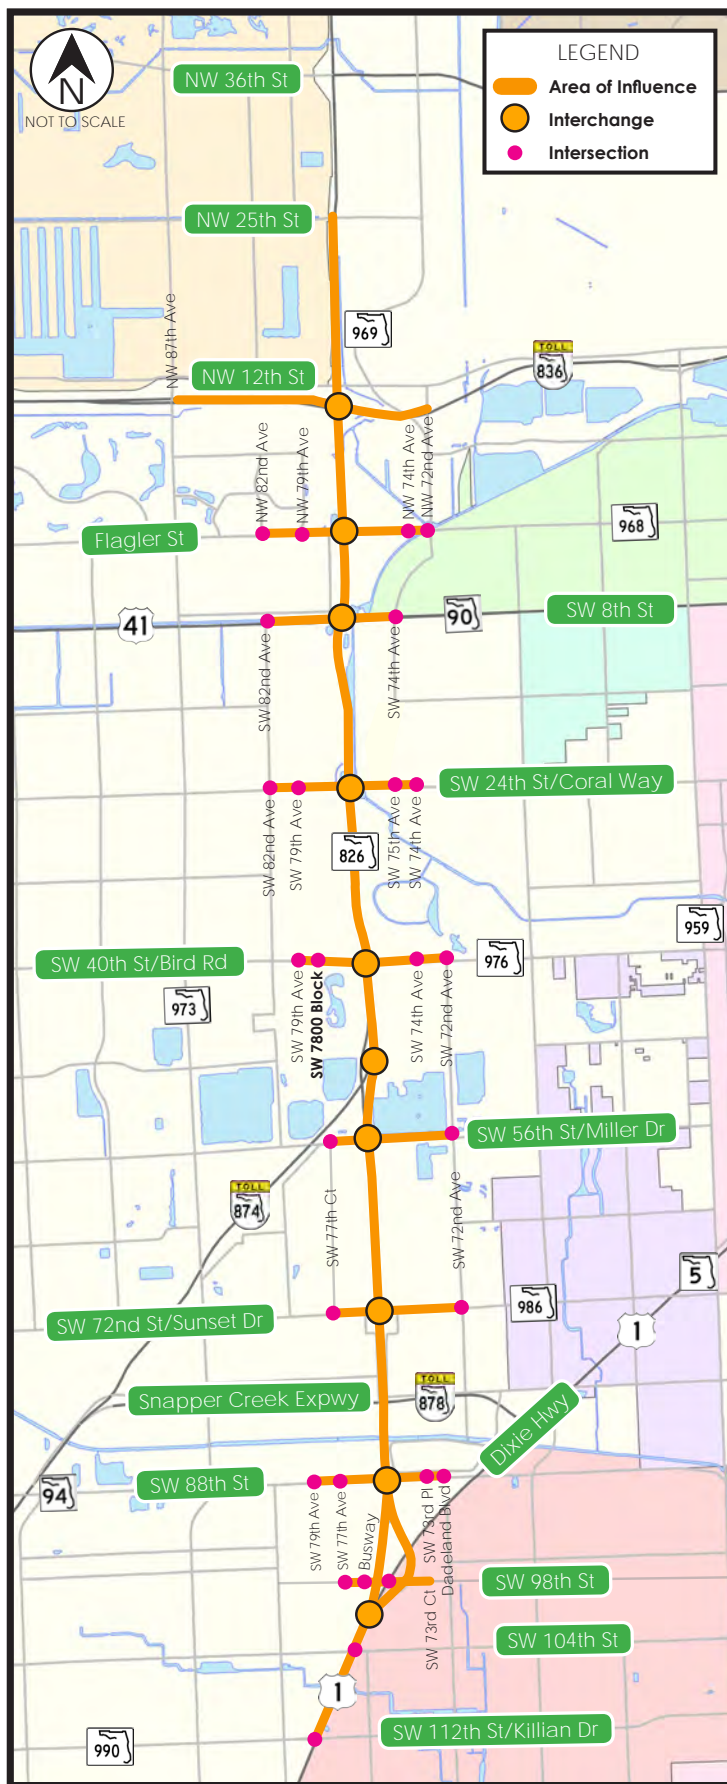 N
NOT TO SCALE
LEGEND
Area of Influence
Interchange
Intersection
NW 36th St
NW 25th St
969
NW 87th Ave
NW 12th St
TOLL
836
NW 82nd Ave
NW 79th Ave
NW 74th Ave
NW 72nd Ave
968
Flagler St
41
90
SW 8th St
SW 82nd Ave
SW 74th Ave
SW 24th St/Coral Way
SW 82nd Ave
SW 79th Ave
SW 75th Ave
SW 74th Ave
826
959
SW 40th St/Bird Rd
976
973
SW 79th Ave
SW 7800 Block
SW 74th Ave
SW 72nd Ave
SW 56th St/Miller Dr
TOLL
874
SW 77th Ct
SW 72nd Ave
5
986
1
SW 72nd St/Sunset Dr
Snapper Creek Expwy
TOLL
878
Dixie Hwy
94
SW 88th St
SW 79th Ave
SW 77th Ave
Busway
SW 73rd Pl
Dadeland Blvd
SW 98th St
SW 73rd Ct
SW 104th St
1
SW 112th St/Killian Dr
990